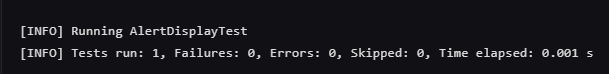 [INFO] Running AlertDisplayTest
[INFO] Tests run: 1, Failures: 0, Errors: 0, Skipped: 0, Time elapsed: 0.001 s